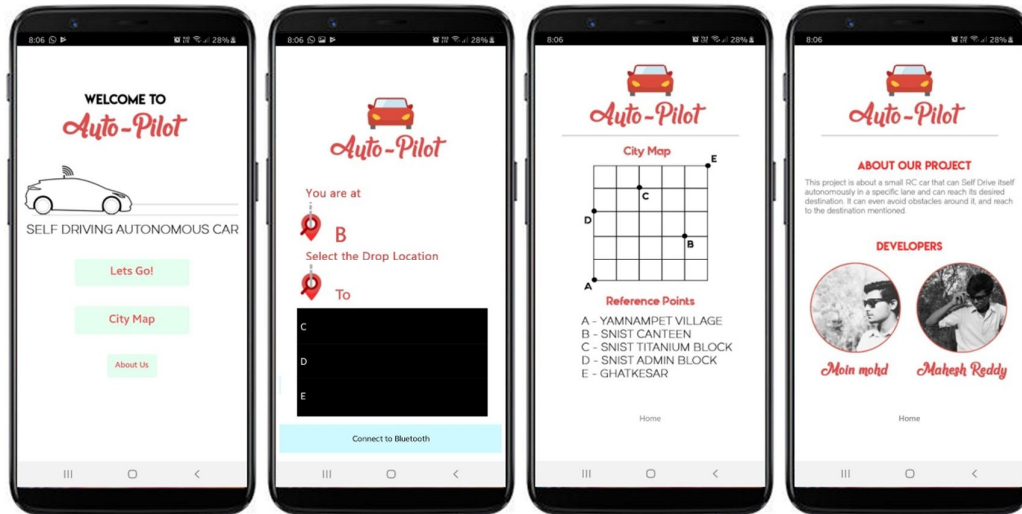 8:06 28%
WELCOME TO
Auto-Pilot
SELF DRIVING AUTONOMOUS CAR
Lets Go!
City Map
About Us
8:06 28%
Auto-Pilot
You are at
B
Select the Drop Location
To
C
D
E
Connect to Bluetooth
8:06 28%
Auto-Pilot
City Map
E
C
D
B
A
Reference Points
A - YAMNAMPET VILLAGE
B - SNIST CANTEEN
C - SNIST TITANIUM BLOCK
D - SNIST ADMIN BLOCK
E - GHATKESAR
Home
8:06 28%
Auto-Pilot
ABOUT OUR PROJECT
This project is about a small RC car that can Self Drive itself
autonomously in a specific lane and can reach its desired
destination. It can even avoid obstacles around it, and reach
to the destination mentioned.
DEVELOPERS
Moin mohd Mahesh Reddy
Home